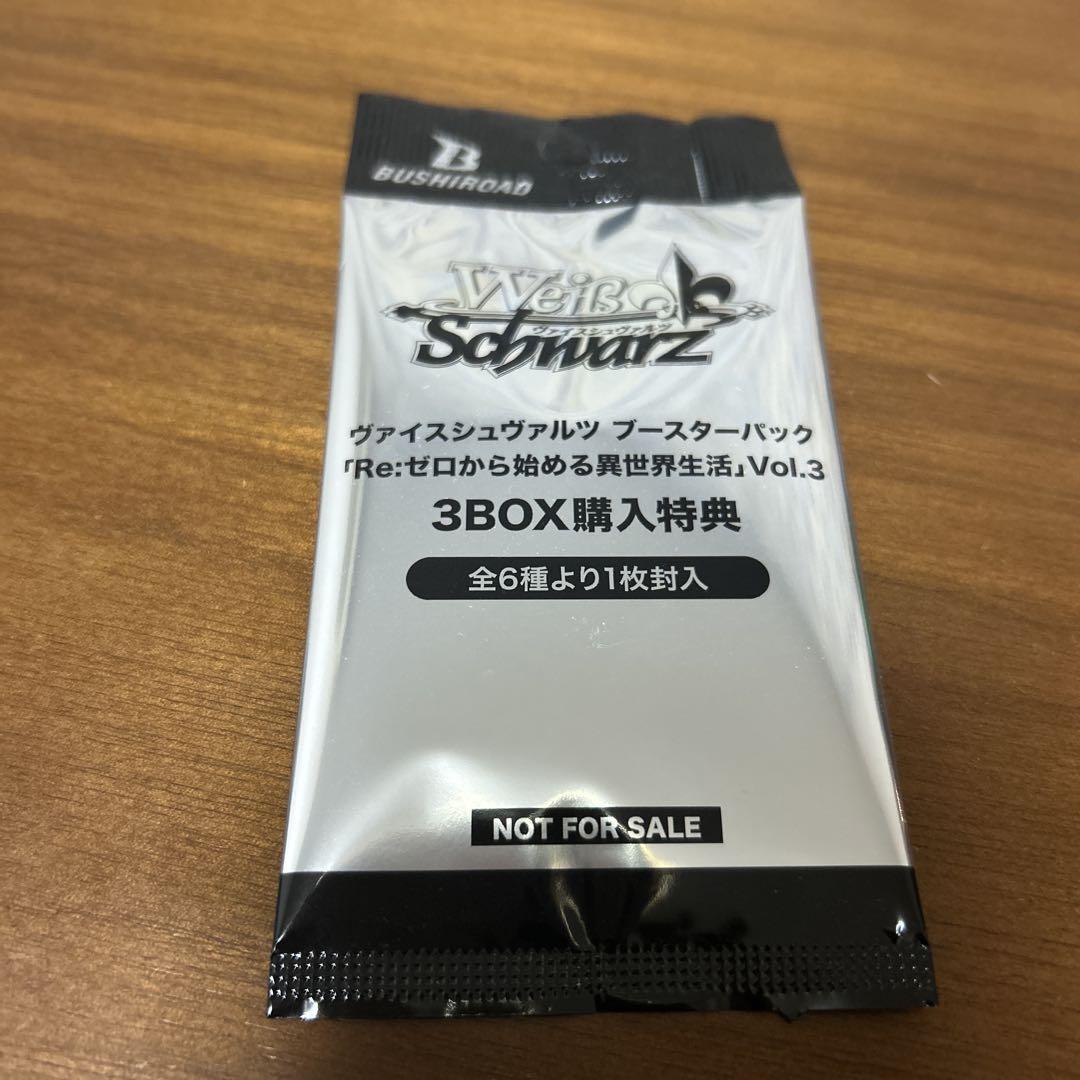 B
BUSHIROAD
Weiß
ヴァイスシュヴァルツ
Schwarz
ヴァイスシュヴァルツ ブースターパック
「Re:ゼロから始める異世界生活」Vol.3
3BOX購入特典
全6種より1枚封入
NOT FOR SALE